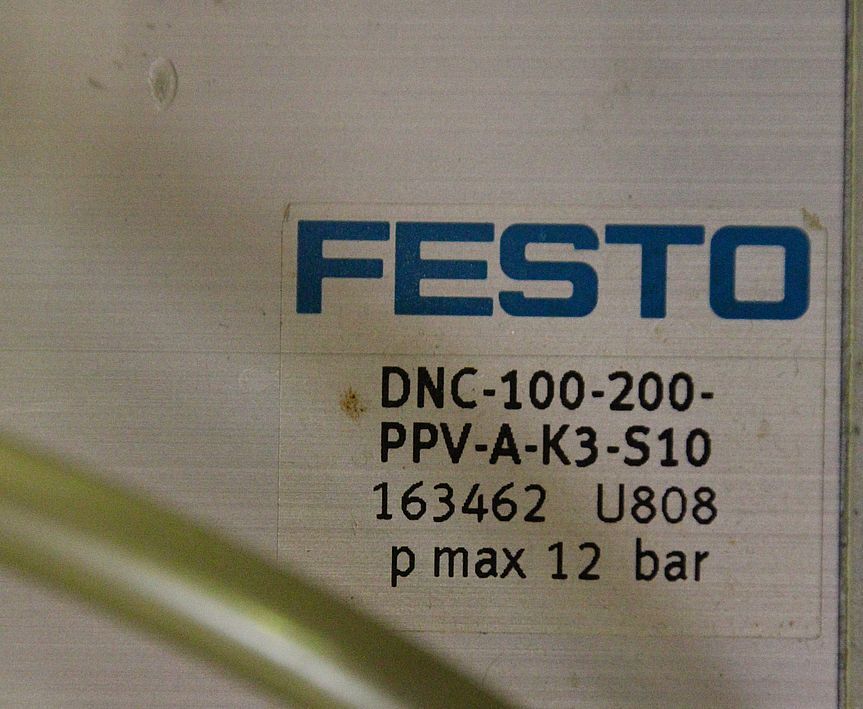 FESTO
DNC-100-200-
PPV-A-K3-S10
163462 U808
p max 12 bar